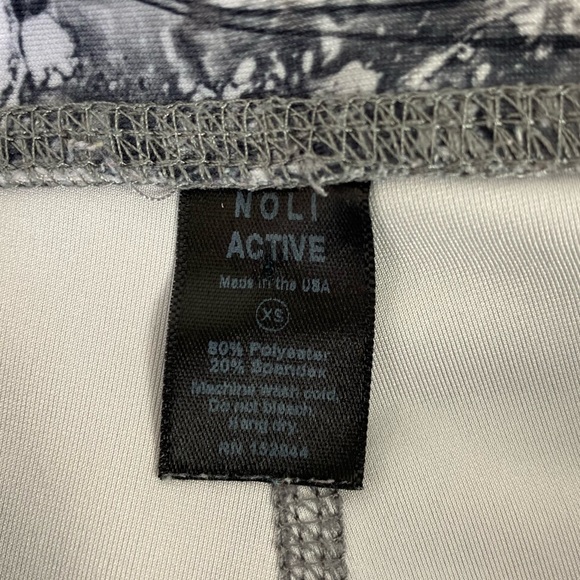 NOLI
ACTIVE
Made in the USA
XS
80% Polyester
20% Spandex
Machine wash cold,
Do not bleach,
hang dry.
RN 152844